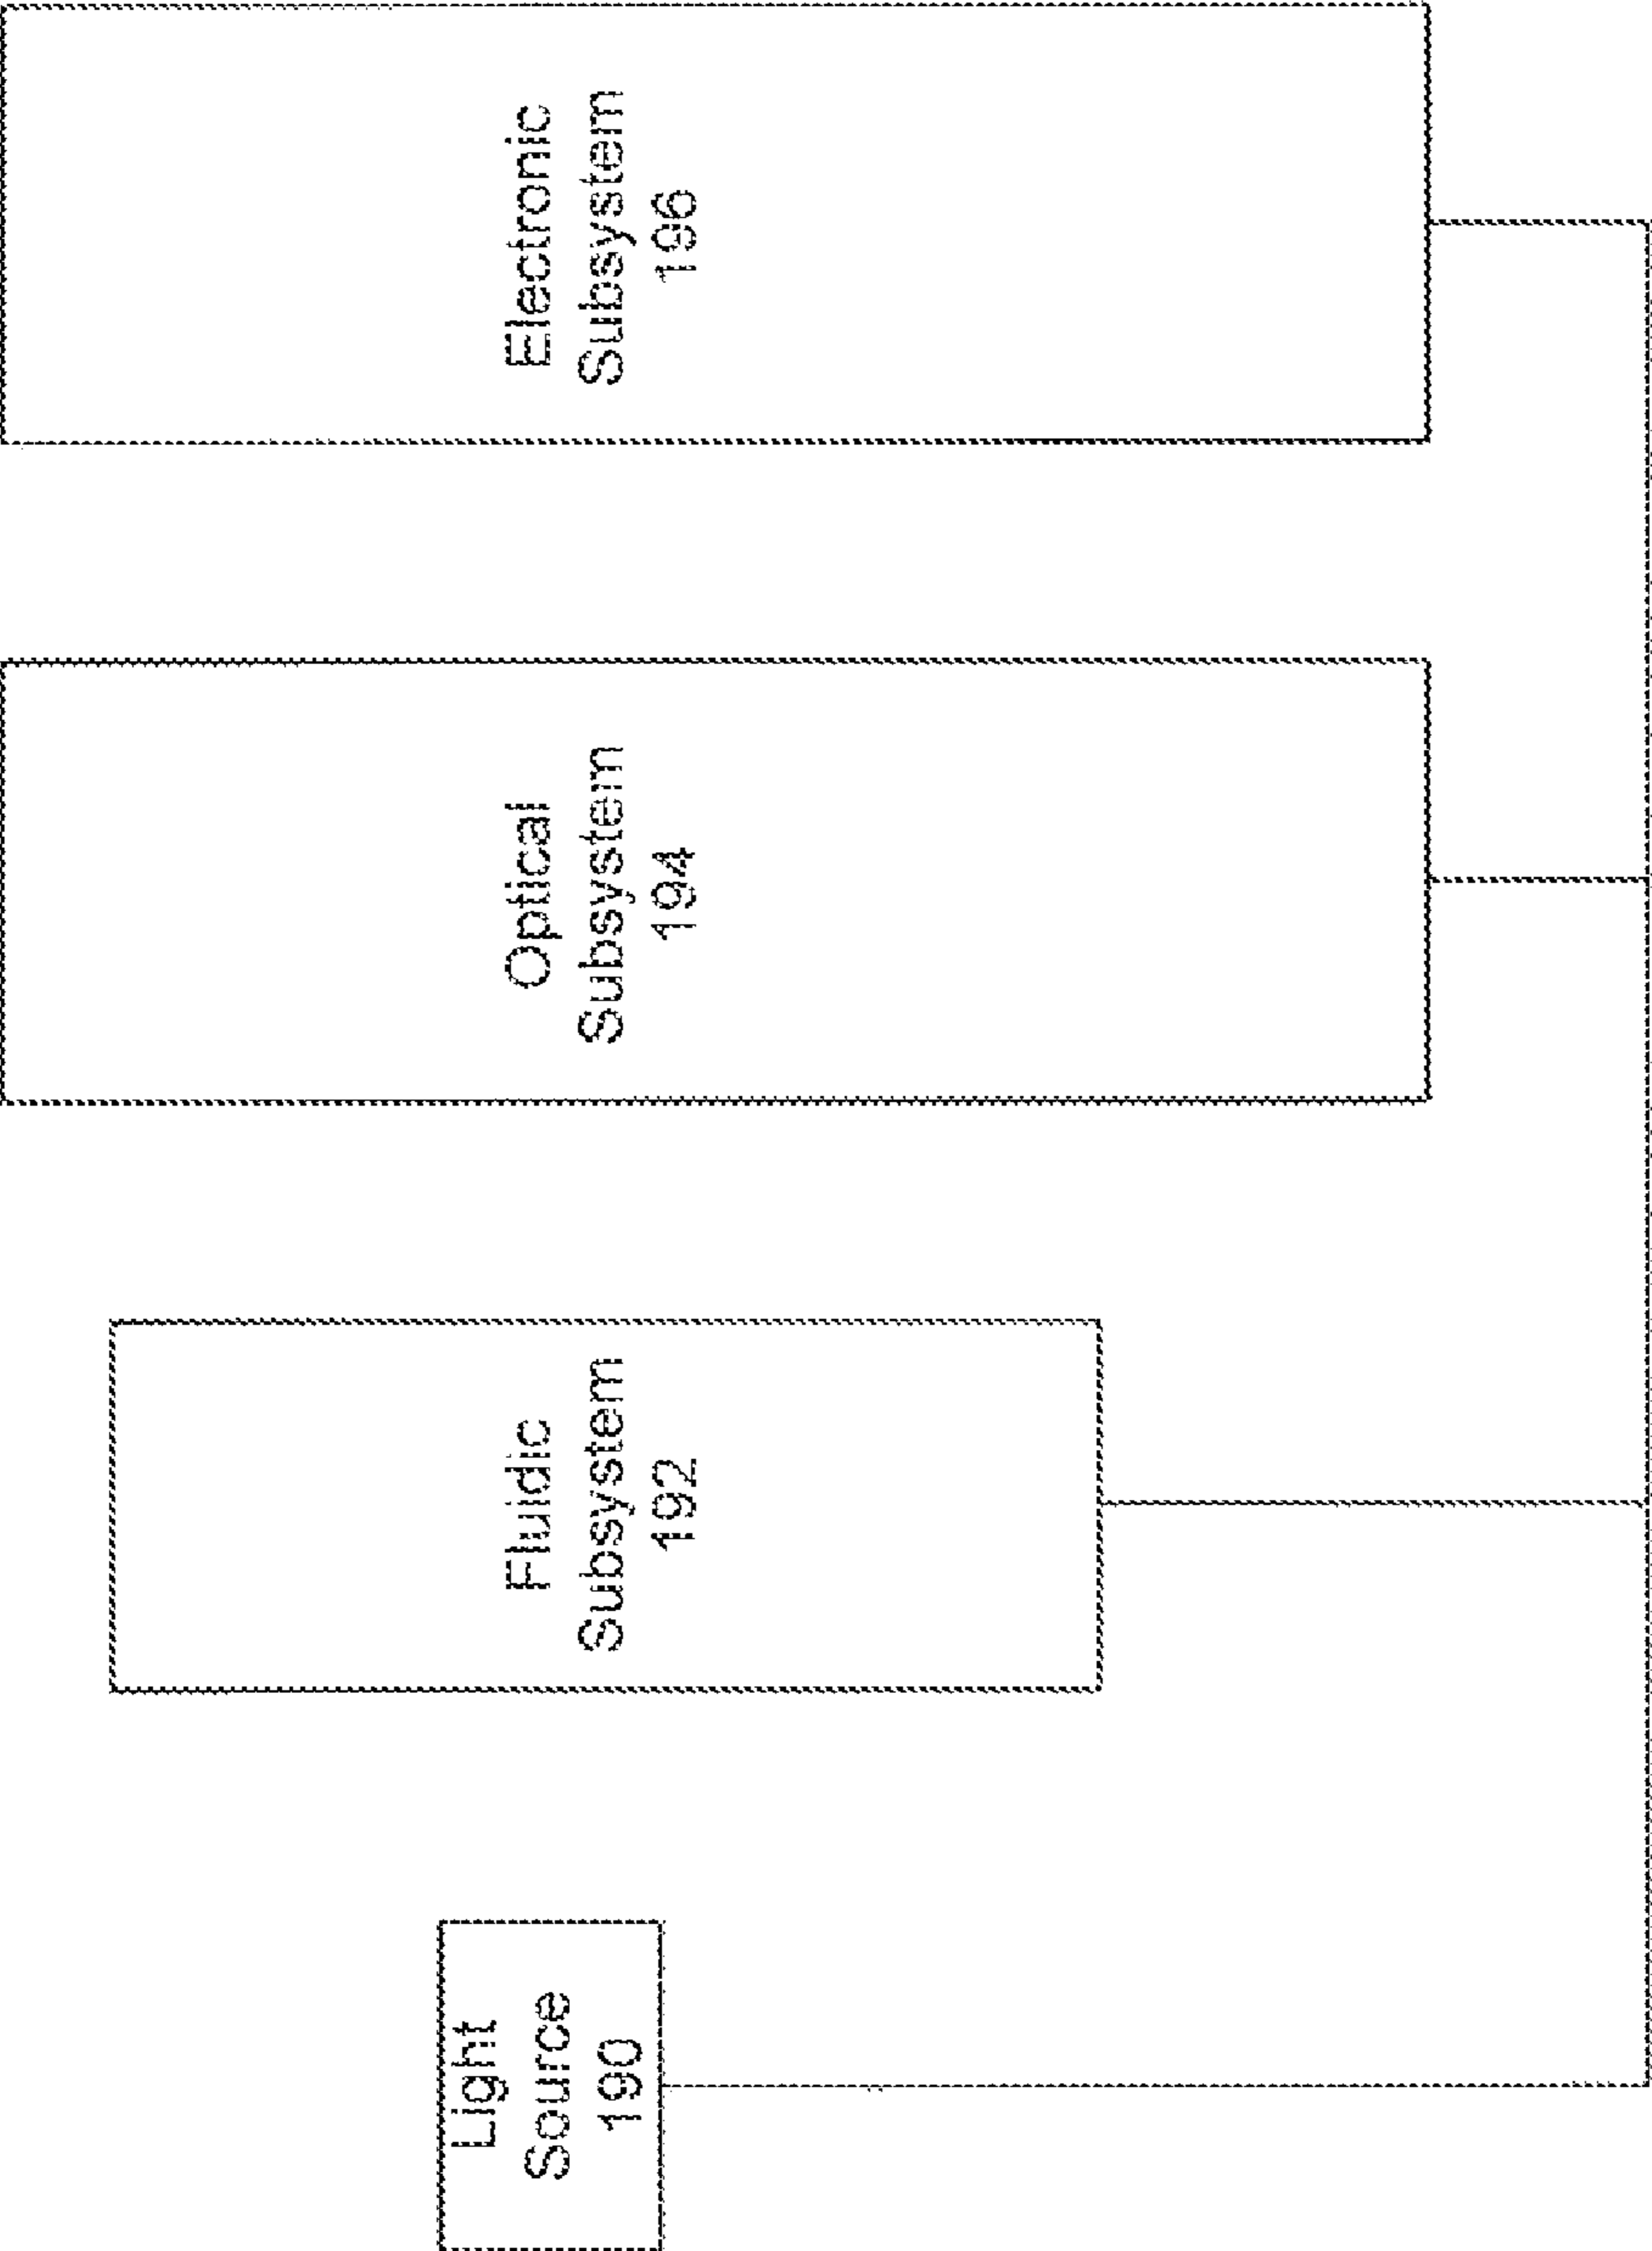 Light
Source
190
Fluidic
Subsystem
192
Optical
Subsystem
194
Electronic
Subsystem
196